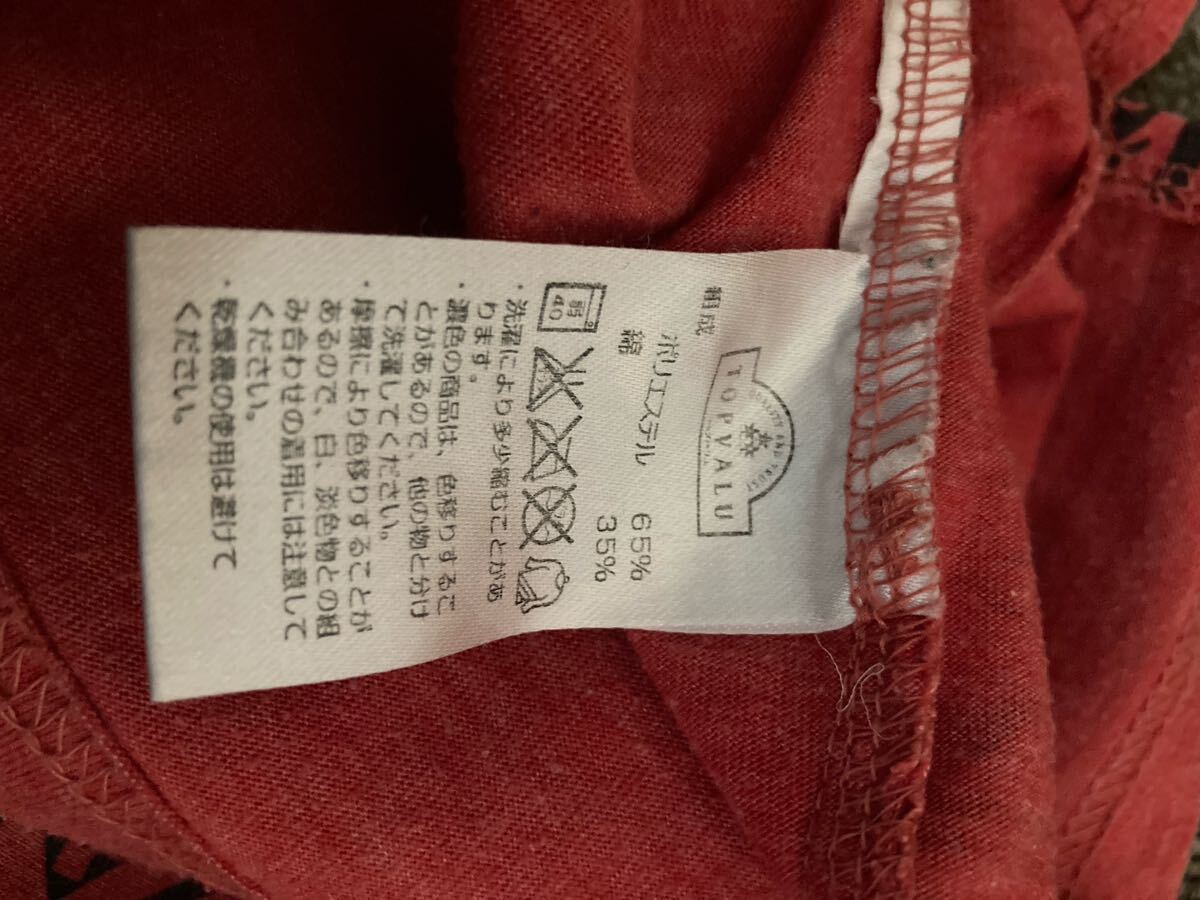 QUALITY AND TRUST
TOPVALU
組成
ポリエステル 65%
綿 35%
弱
40
・洗濯により多少縮むことがあ
ります。
・濃色の商品は、色移りするこ
とがあるので、他の物と分け
て洗濯してください。
・摩擦により色移りすることが
あるので、白、淡色物との組
み合わせの着用には注意して
ください。
・乾燥機の使用は避けて
ください。